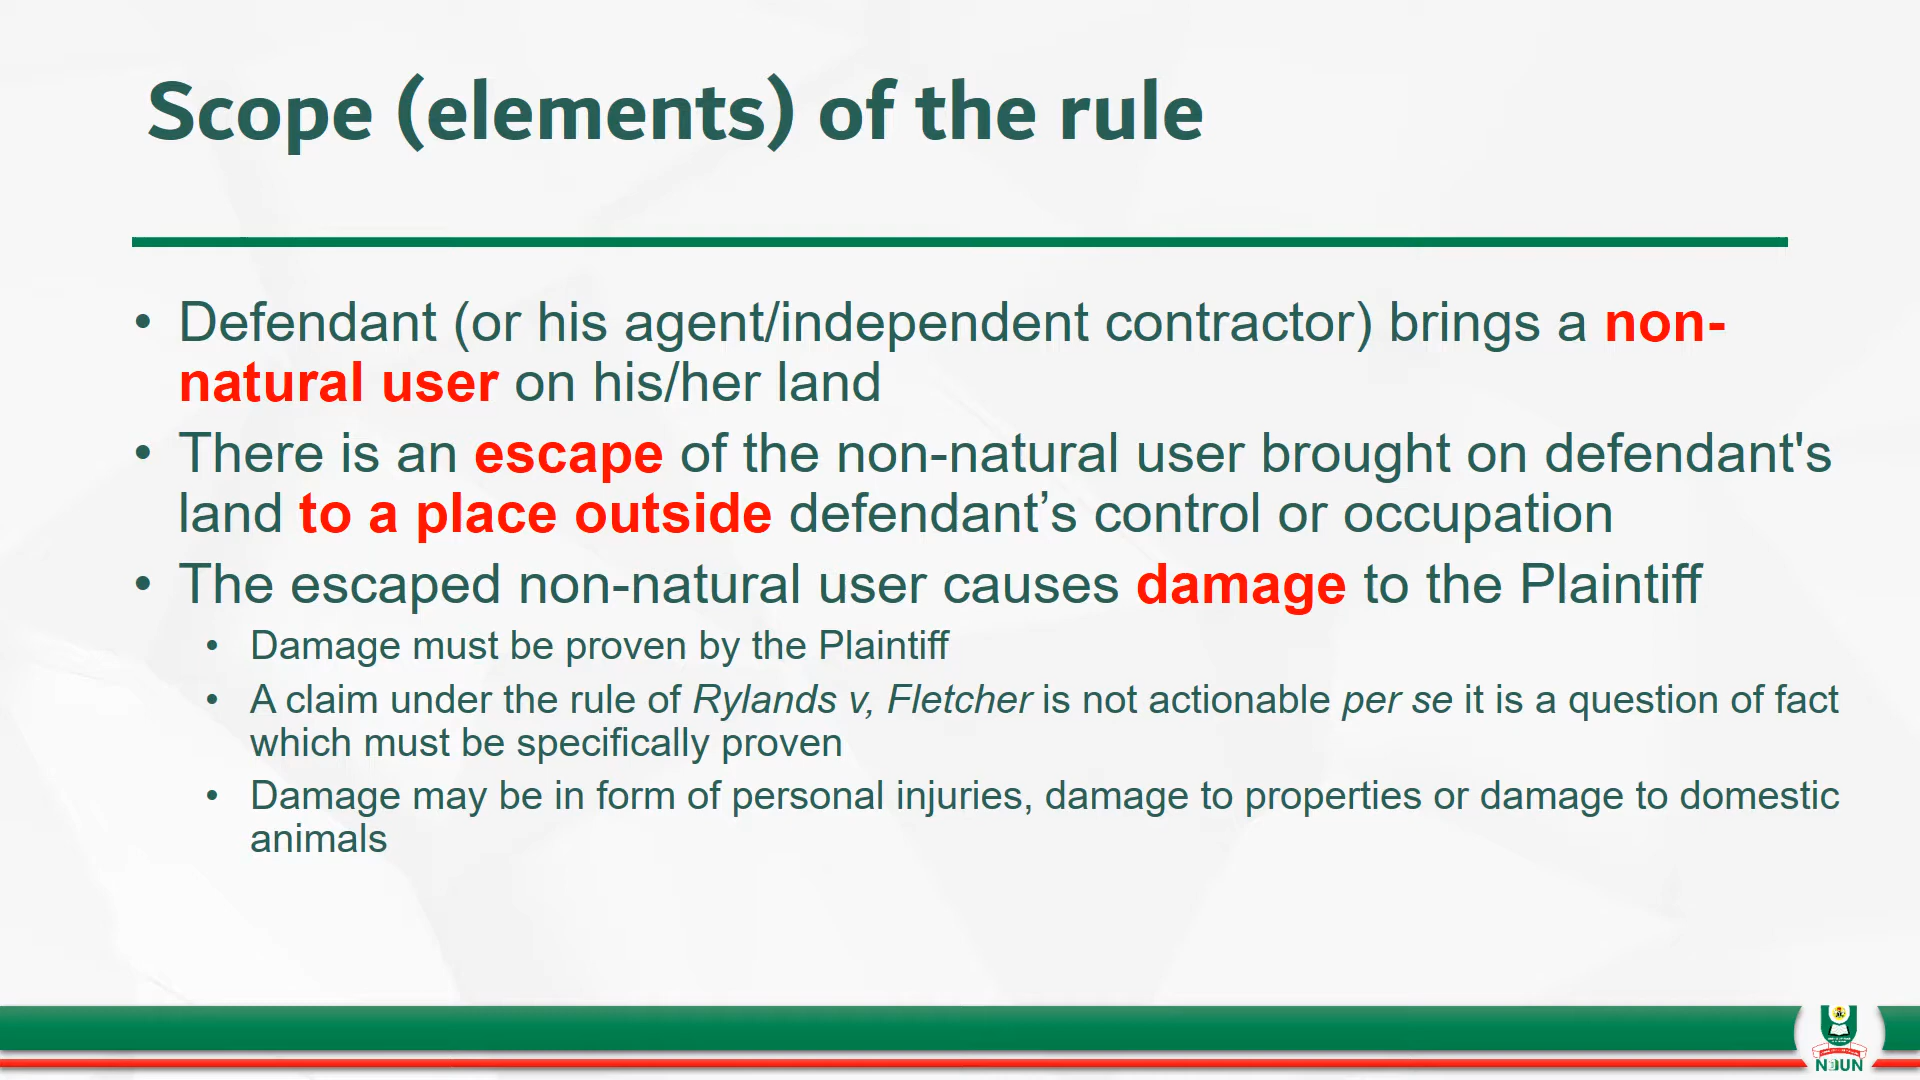 Scope (elements) of the rule
• Defendant (or his agent/independent contractor) brings a non-
natural user on his/her land
• There is an escape of the non-natural user brought on defendant's
land to a place outside defendant’s control or occupation
• The escaped non-natural user causes damage to the Plaintiff
• Damage must be proven by the Plaintiff
• A claim under the rule of Rylands v, Fletcher is not actionable per se it is a question of fact
which must be specifically proven
• Damage may be in form of personal injuries, damage to properties or damage to domestic
animals